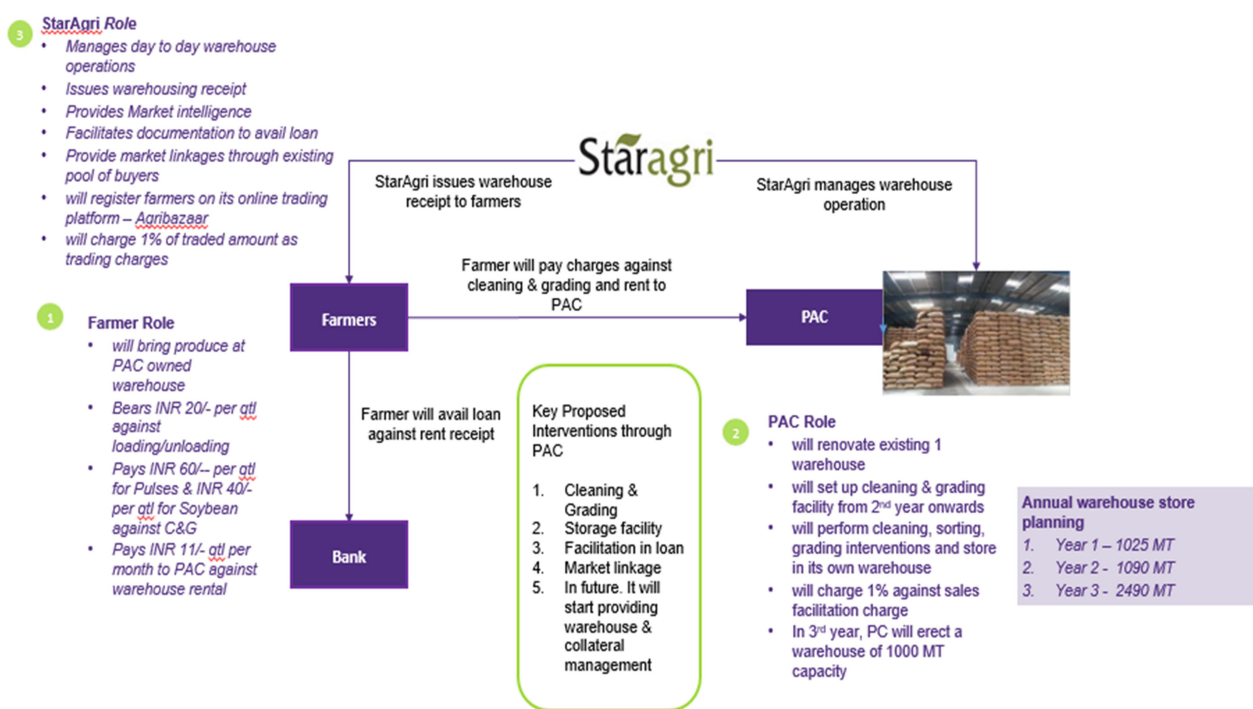 3
StarAgri Role
• Manages day to day warehouse
operations
• Issues warehousing receipt
• Provides Market intelligence
• Facilitates documentation to avail loan
• Provide market linkages through existing
pool of buyers
• will register farmers on its online trading
platform – Agribazaar
• will charge 1% of traded amount as
trading charges
Staragri
StarAgri issues warehouse
receipt to farmers
StarAgri manages warehouse
operation
Farmer will pay charges against
cleaning & grading and rent to
PAC
Farmers
PAC
1
Farmer Role
• will bring produce at
PAC owned
warehouse
• Bears INR 20/- per qtl
against
loading/unloading
• Pays INR 60/-- per qtl
for Pulses & INR 40/-
per qtl for Soybean
against C&G
• Pays INR 11/- qtl per
month to PAC against
warehouse rental
Farmer will avail loan
against rent receipt
Bank
Key Proposed
Interventions through
PAC
1. Cleaning &
Grading
2. Storage facility
3. Facilitation in loan
4. Market linkage
5. In future. It will
start providing
warehouse &
collateral
management
2
PAC Role
• will renovate existing 1
warehouse
• will set up cleaning & grading
facility from 2nd year onwards
• will perform cleaning, sorting,
grading interventions and store
in its own warehouse
• will charge 1% against sales
facilitation charge
• In 3rd year, PC will erect a
warehouse of 1000 MT
capacity
Annual warehouse store
planning
1. Year 1 – 1025 MT
2. Year 2 - 1090 MT
3. Year 3 - 2490 MT